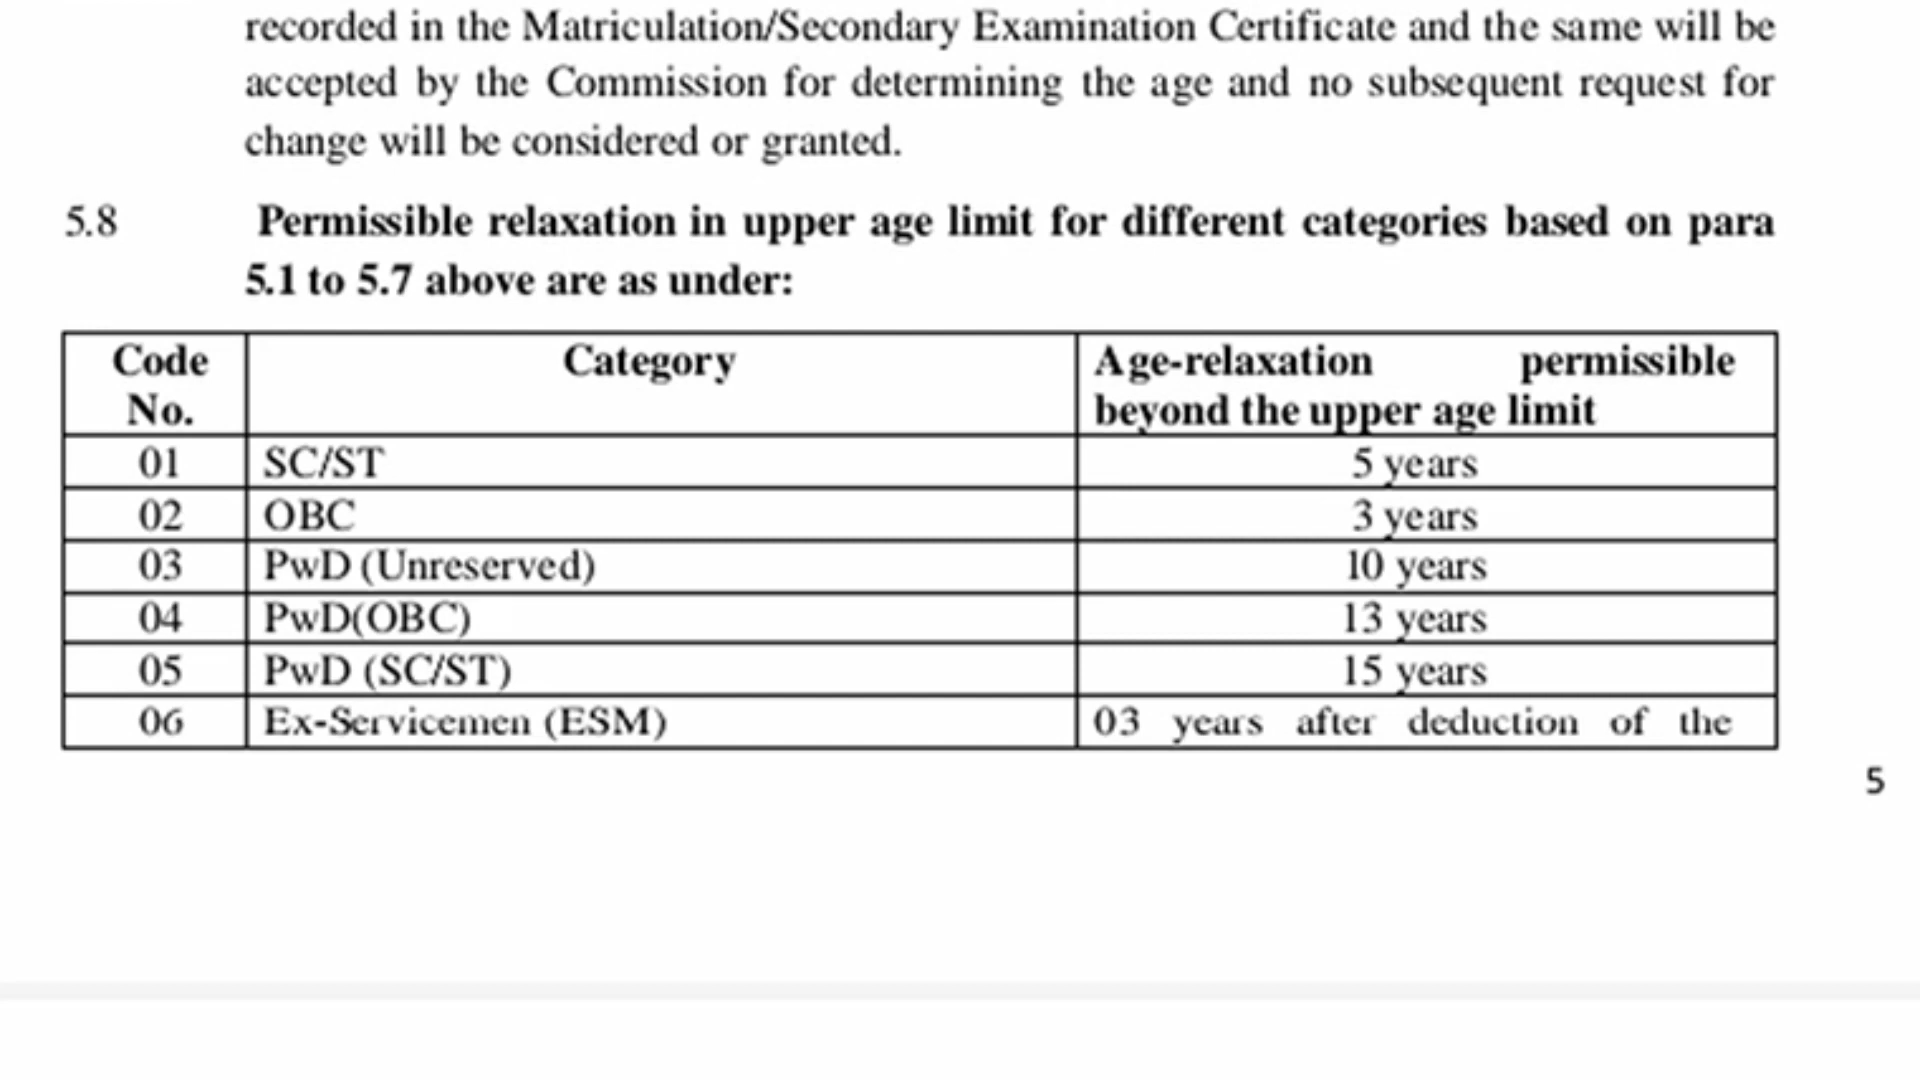 recorded in the Matriculation/Secondary Examination Certificate and the same will be
accepted by the Commission for determining the age and no subsequent request for
change will be considered or granted.
5.8 Permissible relaxation in upper age limit for different categories based on para
5.1 to 5.7 above are as under:
Code No. Category Age-relaxation permissible beyond the upper age limit
01 SC/ST 5 years
02 OBC 3 years
03 PwD (Unreserved) 10 years
04 PwD(OBC) 13 years
05 PwD (SC/ST) 15 years
06 Ex-Servicemen (ESM) 03 years after deduction of the
5